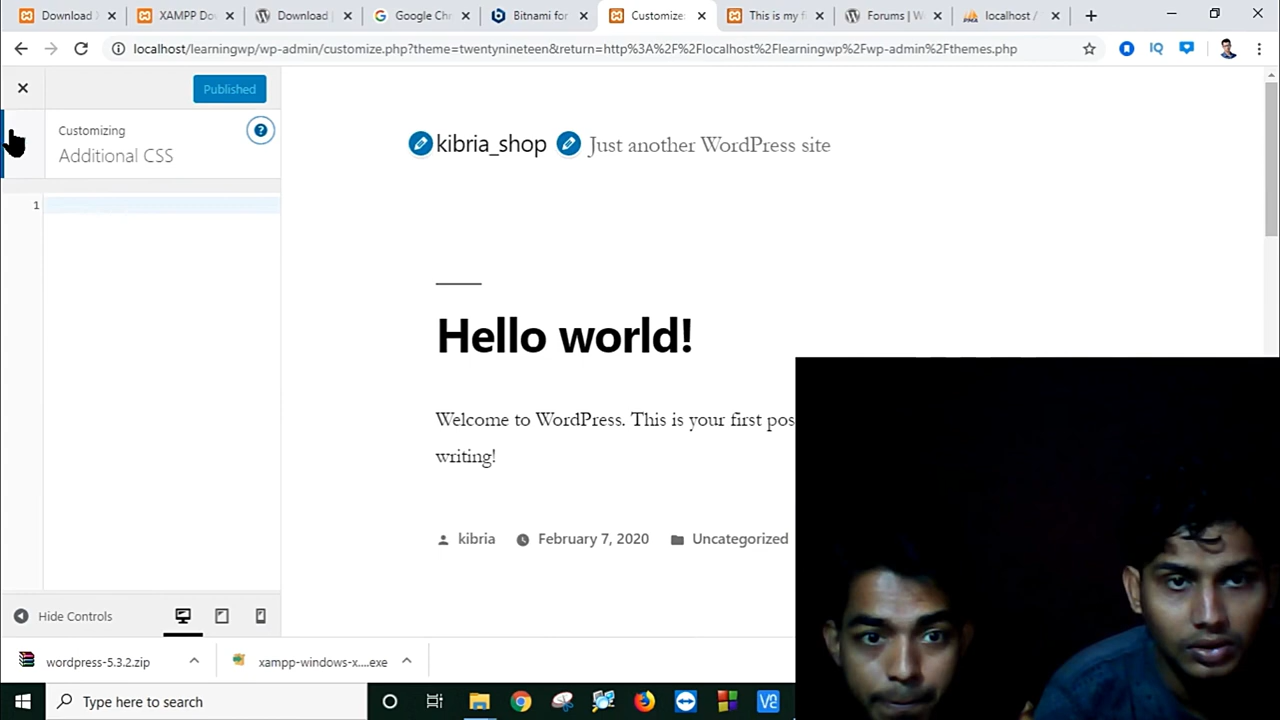 Download X
XAMPP Do
Download |
Google Chr
Bitnami for
Customize
This is my fi
Forums | W
localhost /
localhost/learningwp/wp-admin/customize.php?theme=twentynineteen&return=http%3A%2F%2Flocalhost%2Flearningwp%2Fwp-admin%2Fthemes.php
IQ
Published
Customizing
?
Additional CSS
1
kibria_shop
Just another WordPress site
Hello world!
Welcome to WordPress. This is your first pos
writing!
kibria
February 7, 2020
Uncategorized
Hide Controls
wordpress-5.3.2.zip
xampp-windows-x....exe
Type here to search